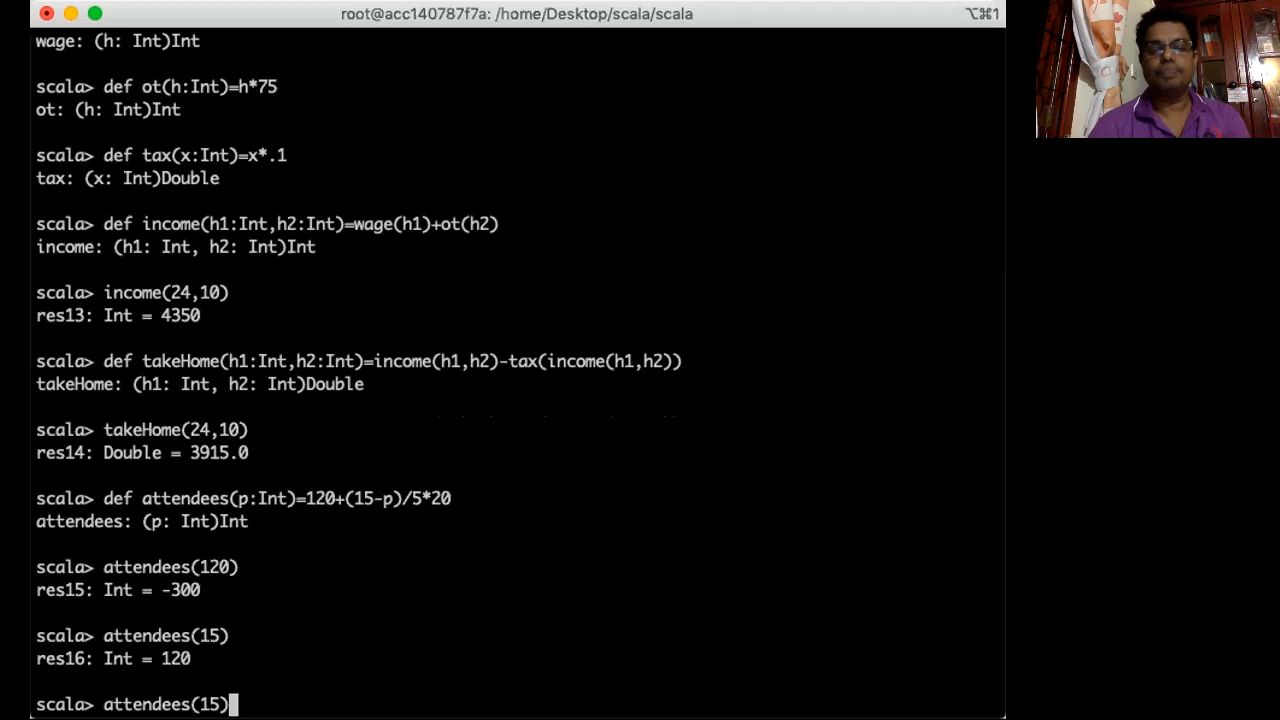 root@acc140787f7a: /home/Desktop/scala/scala
⌥⌘1
wage: (h: Int)Int
scala> def ot(h:Int)=h*75
ot: (h: Int)Int
scala> def tax(x:Int)=x*.1
tax: (x: Int)Double
scala> def income(h1:Int,h2:Int)=wage(h1)+ot(h2)
income: (h1: Int, h2: Int)Int
scala> income(24,10)
res13: Int = 4350
scala> def takeHome(h1:Int,h2:Int)=income(h1,h2)-tax(income(h1,h2))
takeHome: (h1: Int, h2: Int)Double
scala> takeHome(24,10)
res14: Double = 3915.0
scala> def attendees(p:Int)=120+(15-p)/5*20
attendees: (p: Int)Int
scala> attendees(120)
res15: Int = -300
scala> attendees(15)
res16: Int = 120
scala> attendees(15)